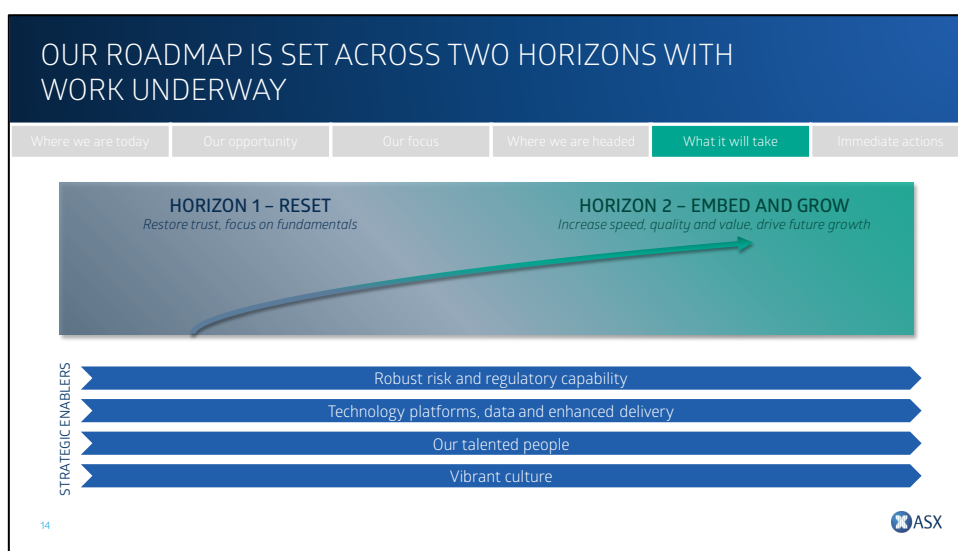 OUR ROADMAP IS SET ACROSS TWO HORIZONS WITH
WORK UNDERWAY
Where we are today
Our opportunity
Our focus
Where we are headed
What it will take
Immediate actions
HORIZON 1 – RESET
Restore trust, focus on fundamentals
HORIZON 2 – EMBED AND GROW
Increase speed, quality and value, drive future growth
STRATEGIC ENABLERS
Robust risk and regulatory capability
Technology platforms, data and enhanced delivery
Our talented people
Vibrant culture
14
ASX